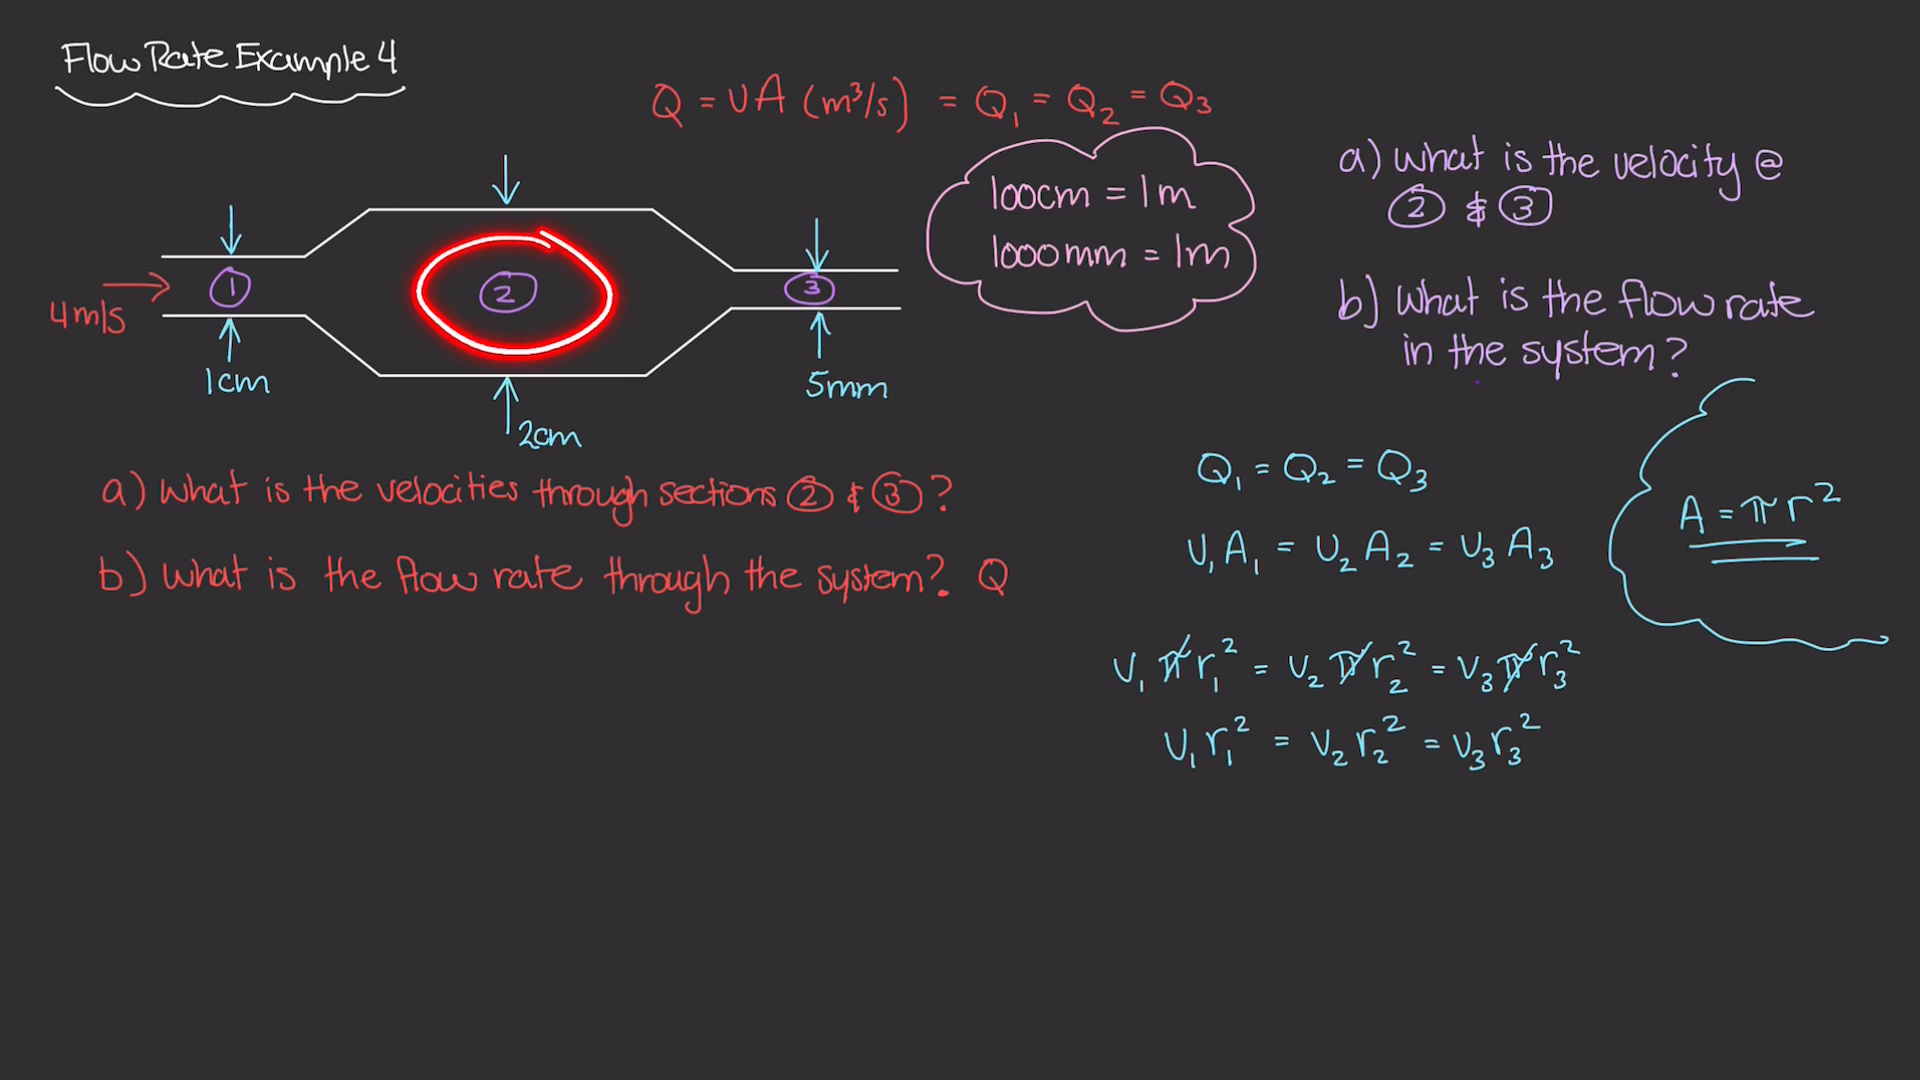 Flow Rate Example 4
Q = VA (m³/s) = Q₁ = Q₂ = Q₃
100cm = 1m
1000mm = 1m
a) What is the velocity @
② & ③
b) What is the flow rate
in the system?
4m/s
①
②
③
1cm
2cm
5mm
a) What is the velocities through sections ② & ③?
b) What is the flow rate through the system? Q
Q₁ = Q₂ = Q₃
V₁A₁ = V₂A₂ = V₃A₃
A = πr²
V₁πr₁² = V₂πr₂² = V₃πr₃²
V₁r₁² = V₂r₂² = V₃r₃²